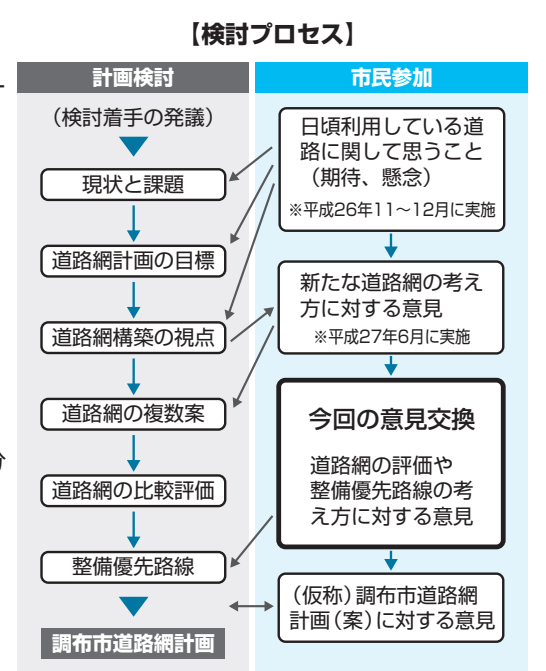 【検討プロセス】
計画検討
(検討着手の発議)
現状と課題
道路網計画の目標
道路網構築の視点
道路網の複数案
道路網の比較評価
整備優先路線
調布市道路網計画
市民参加
日頃利用している道
路に関して思うこと
(期待、懸念)
※平成26年11〜12月に実施
新たな道路網の考え
方に対する意見
※平成27年6月に実施
今回の意見交換
道路網の評価や
整備優先路線の考
え方に対する意見
(仮称)調布市道路網
計画(案)に対する意見